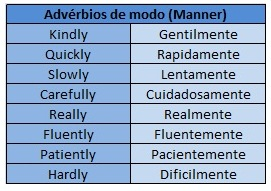 Advérbios de modo (Manner)
Kindly Gentilmente
Quickly Rapidamente
Slowly Lentamente
Carefully Cuidadosamente
Really Realmente
Fluently Fluentemente
Patiently Pacientemente
Hardly Dificilmente